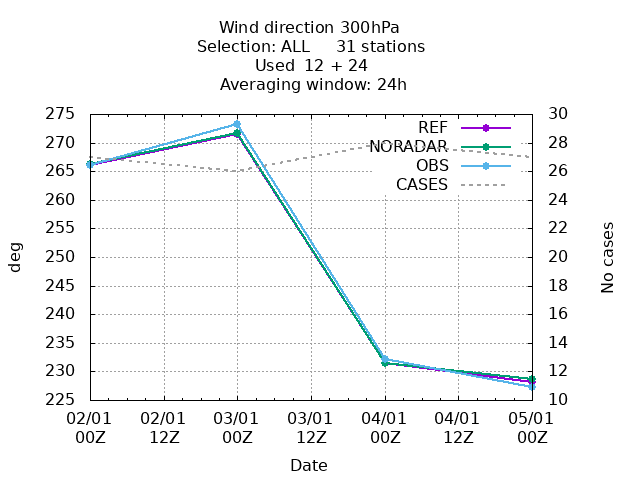 Wind direction 300hPa
Selection: ALL 31 stations
Used 12 + 24
Averaging window: 24h
275 30
270 28
265 26
260 24
255 22
250 20
245 18
240 16
235 14
230 12
225 10
REF
NORADAR
OBS
CASES
deg
No cases
02/01 02/01 03/01 03/01 04/01 04/01 05/01
00Z 12Z 00Z 12Z 00Z 12Z 00Z
Date